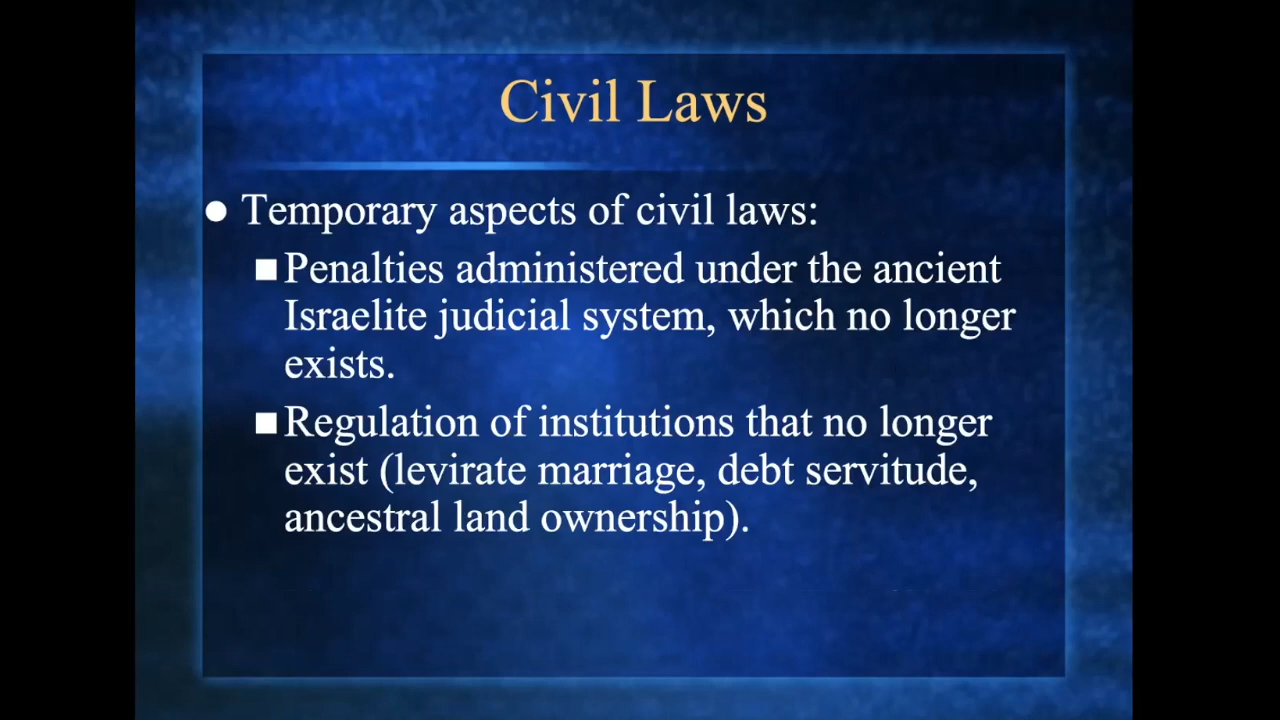 Civil Laws
● Temporary aspects of civil laws:
■ Penalties administered under the ancient
Israelite judicial system, which no longer
exists.
■ Regulation of institutions that no longer
exist (levirate marriage, debt servitude,
ancestral land ownership).